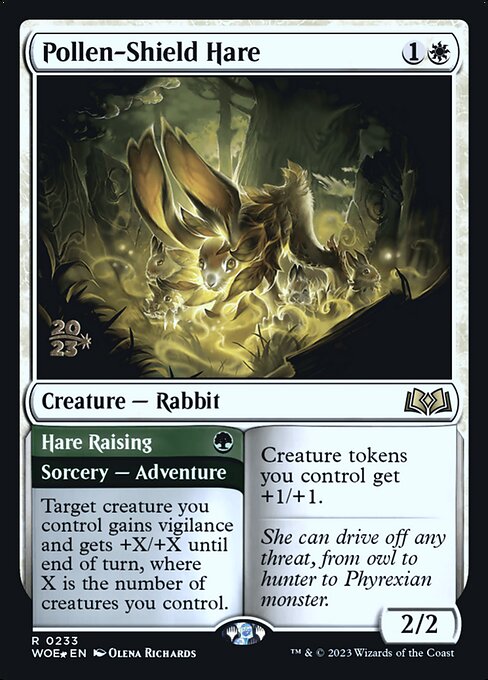 Pollen-Shield Hare 1
20
23
Creature — Rabbit
Hare Raising
Sorcery — Adventure
Target creature you
control gains vigilance
and gets +X/+X until
end of turn, where
X is the number of
creatures you control.
Creature tokens
you control get
+1/+1.
She can drive off any
threat, from owl to
hunter to Phyrexian
monster.
2/2
R 0233
WOE★EN Olena Richards
™ & © 2023 Wizards of the Coast